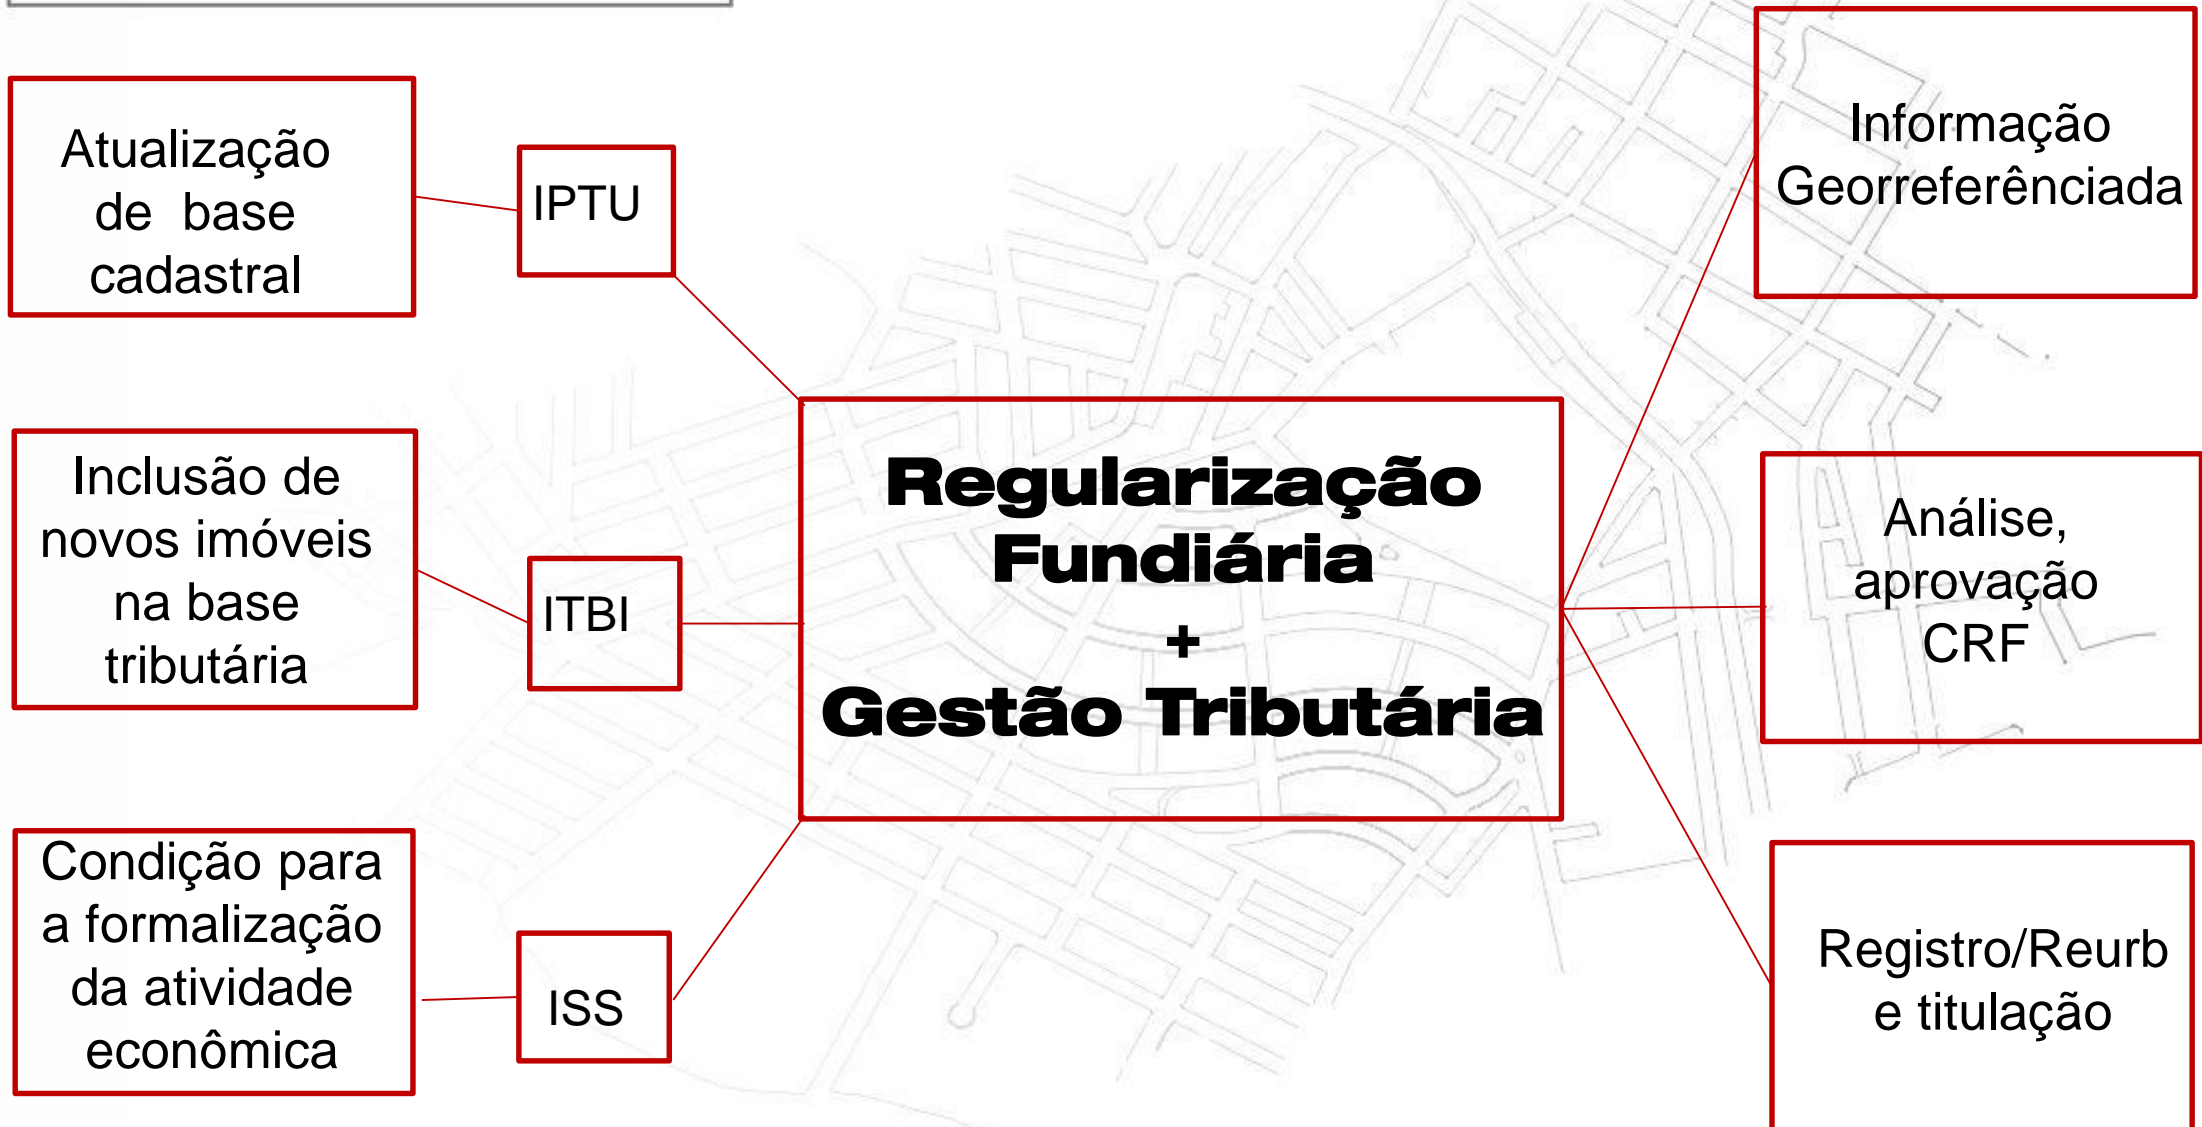 Atualização
de base
cadastral
IPTU
Inclusão de
novos imóveis
na base
tributária
ITBI
Condição para
a formalização
da atividade
econômica
ISS
Regularização
Fundiária
+
Gestão Tributária
Informação
Georreferênciada
Análise,
aprovação
CRF
Registro/Reurb
e titulação